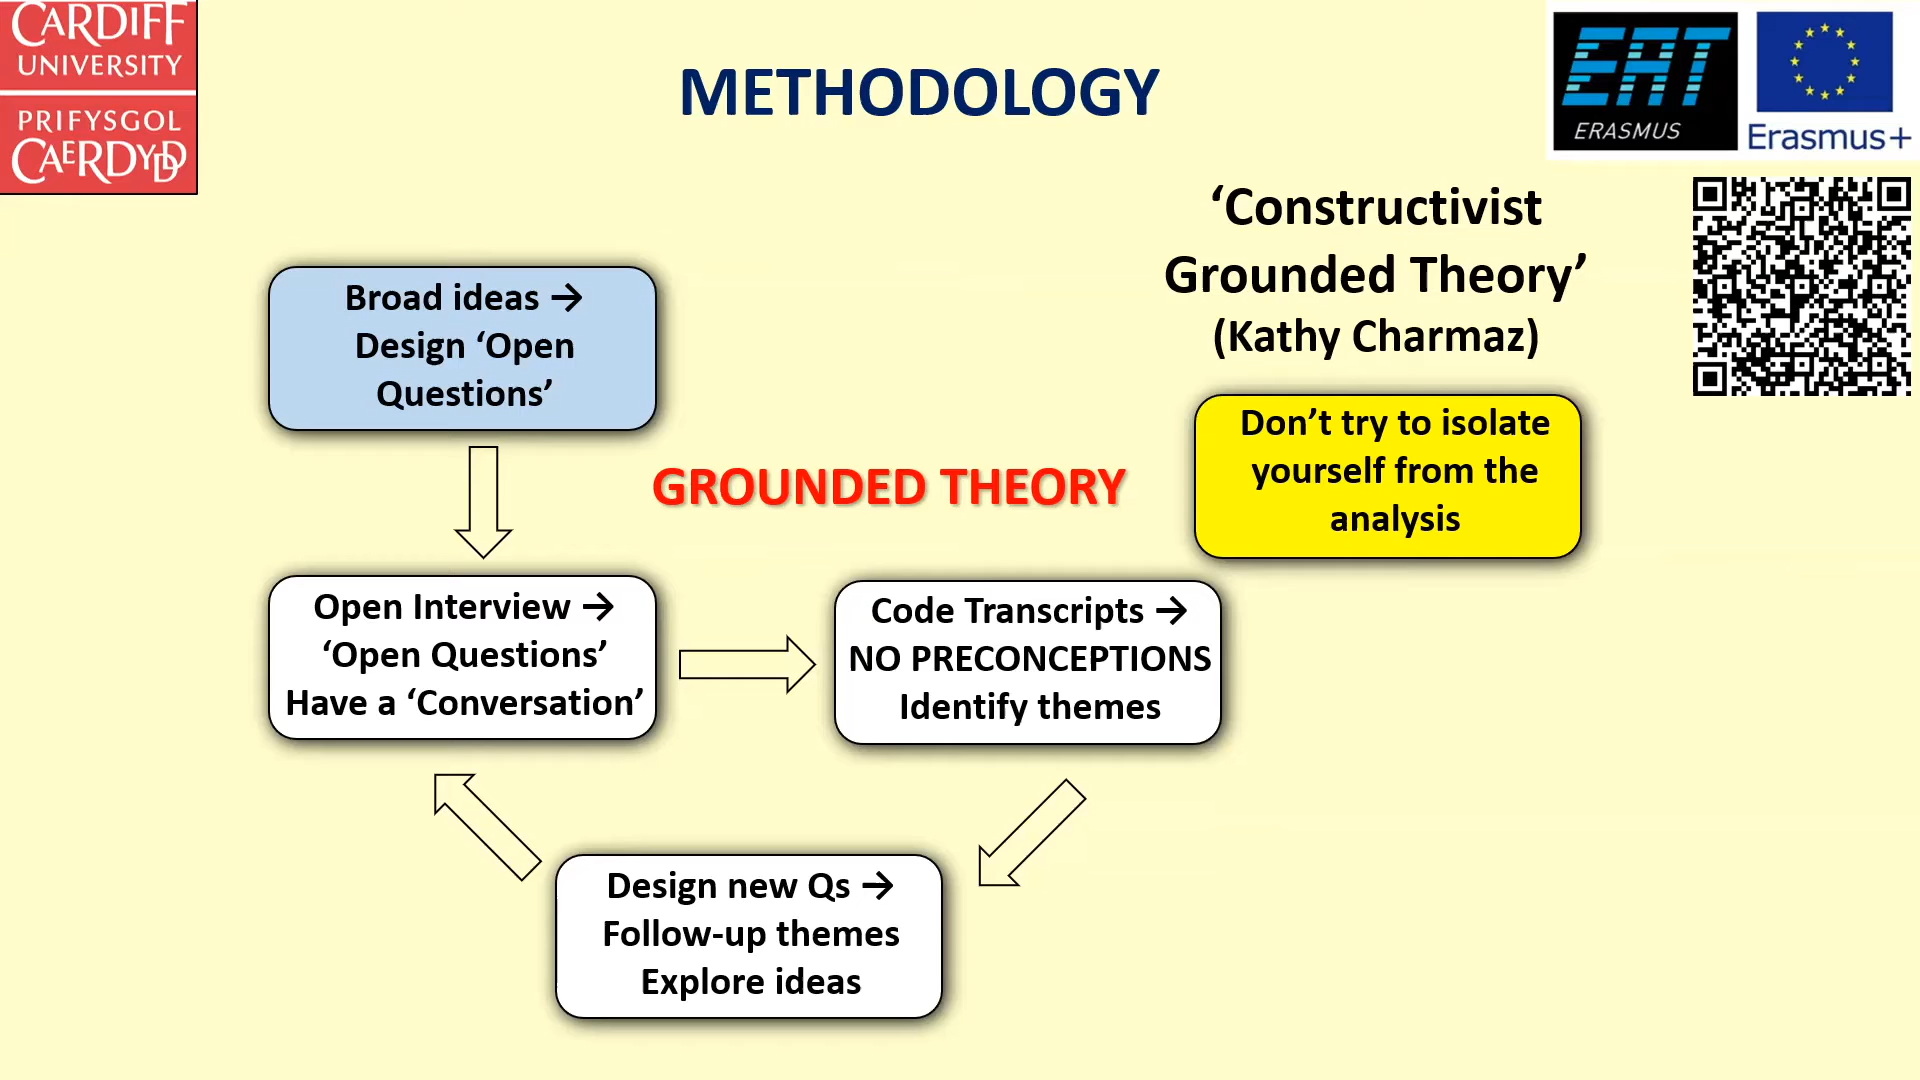 CARDIFF
UNIVERSITY
PRIFYSGOL
CAERDYDD
METHODOLOGY
EAT
ERASMUS
Erasmus+
‘Constructivist
Grounded Theory’
(Kathy Charmaz)
Broad ideas →
Design ‘Open
Questions’
Don’t try to isolate
yourself from the
analysis
GROUNDED THEORY
Open Interview →
‘Open Questions’
Have a ‘Conversation’
Code Transcripts →
NO PRECONCEPTIONS
Identify themes
Design new Qs →
Follow-up themes
Explore ideas